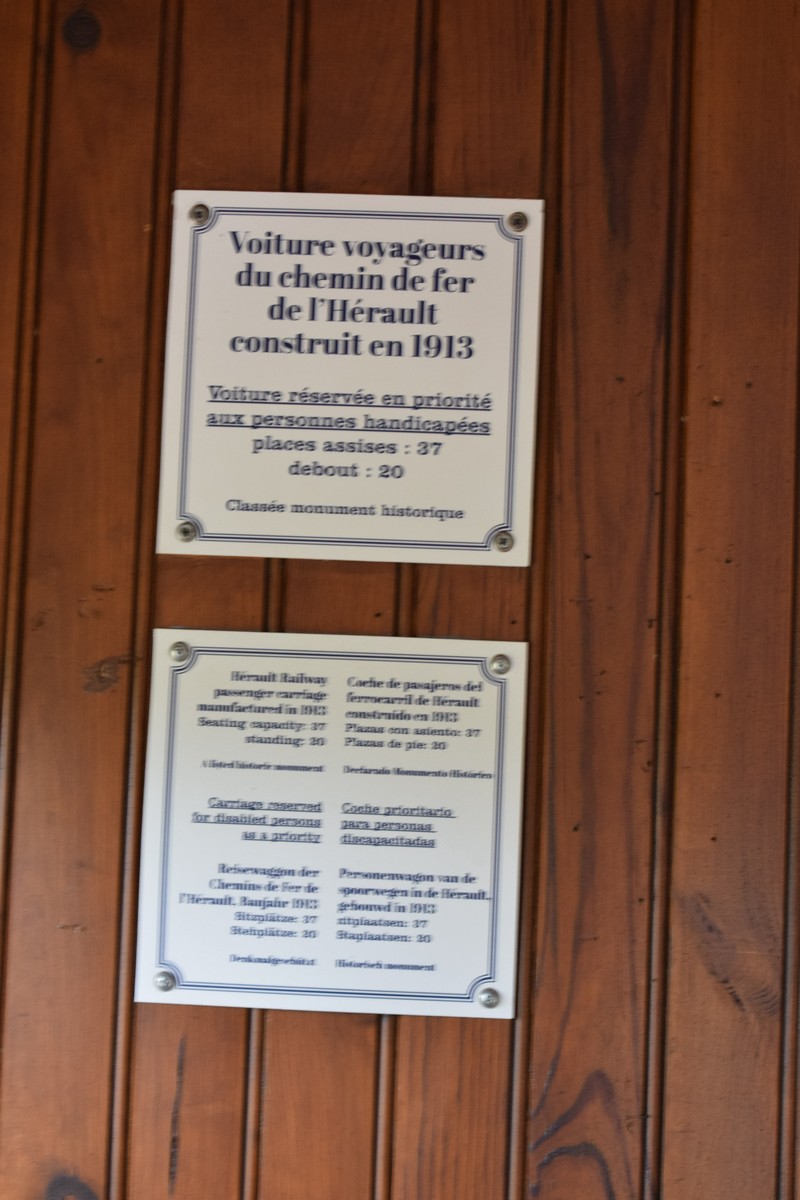 Voiture voyageurs
du chemin de fer
de l'Hérault
construit en 1913
Voiture réservée en priorité
aux personnes handicapées
places assises : 37
debout : 20
Classée monument historique
Hérault Railway
passenger carriage
manufactured in 1913
Seating capacity: 37
standing: 20
A listed historic monument
Coche de pasajeros del
ferrocarril de Hérault
construido en 1913
Plazas con asiento: 37
Plazas de pie: 20
Declarado Monumento Histórico
Carriage reserved
for disabled persons
as a priority
Coche prioritario
para personas
discapacitadas
Reisewaggon der
Chemins de Fer de
l'Hérault. Baujahr 1913
Sitzplätze: 37
Stehplätze: 20
Denkmalgeschützt
Personenwagon van de
spoorwegen in de Hérault,
gebouwd in 1913
zitplaatsen: 37
Staplaatsen: 20
Historisch monument